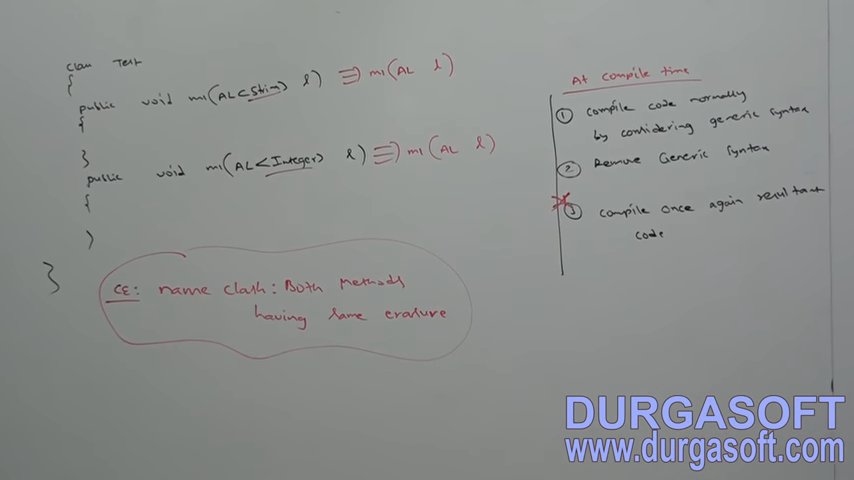 class Test
{
public void m1(AL<String> l) ⇒ m1(AL l)
{
}
public void m1(AL<Integer> l) ⇒ m1(AL l)
{
}
}
CE: name clash: Both Methods
having same erasure
At compile time
① compile code normally
by considering generic syntax
② Remove Generic syntax
③ compile once again resultant
code
DURGASOFT
www.durgasoft.com